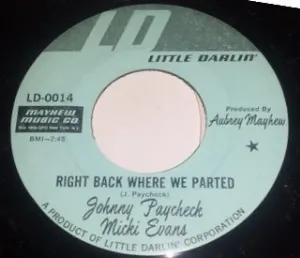 LD
LITTLE DARLIN'
LD-0014
MAYHEW
MUSIC CO.
BMI-2:45
Produced By
Aubrey Mayhew
RIGHT BACK WHERE WE PARTED
(J. Paycheck)
Johnny Paycheck
Micki Evans
A PRODUCT OF LITTLE DARLIN' CORPORATION